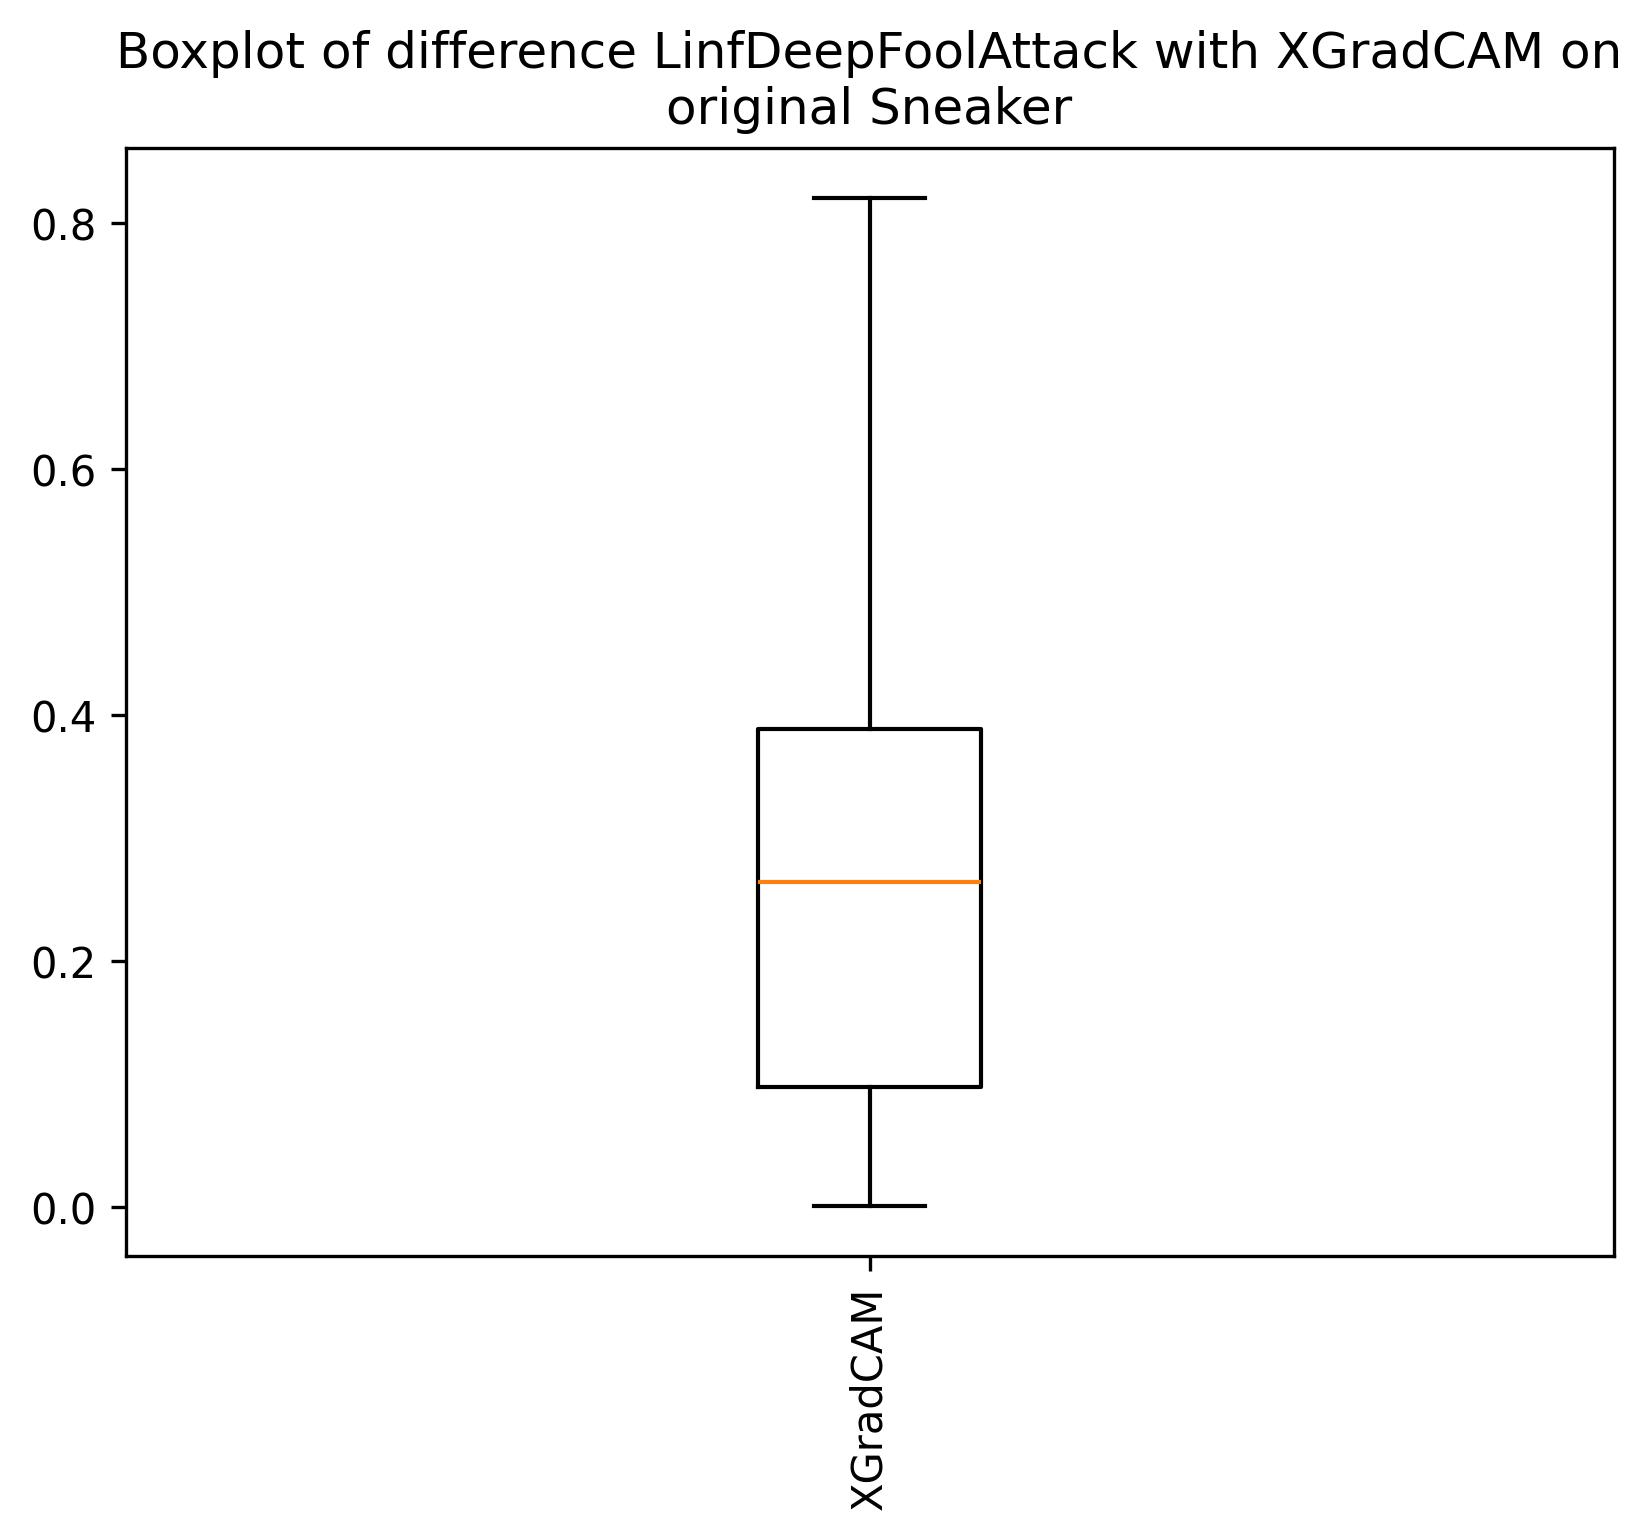 Boxplot of difference LinfDeepFoolAttack with XGradCAM on
original Sneaker
0.8
0.6
0.4
0.2
0.0
XGradCAM